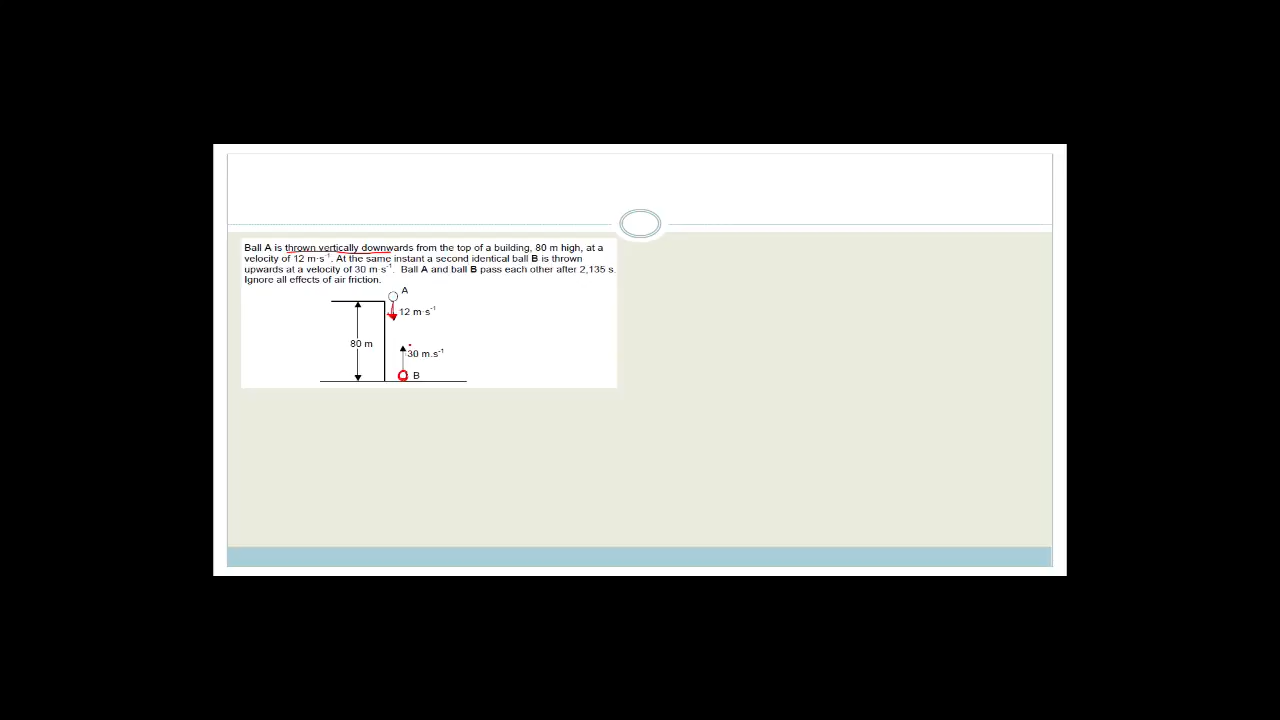 Ball A is thrown vertically downwards from the top of a building, 80 m high, at a
velocity of 12 m·s⁻¹. At the same instant a second identical ball B is thrown
upwards at a velocity of 30 m·s⁻¹. Ball A and ball B pass each other after 2,135 s.
Ignore all effects of air friction.
A
12 m·s⁻¹
80 m
30 m.s⁻¹
B